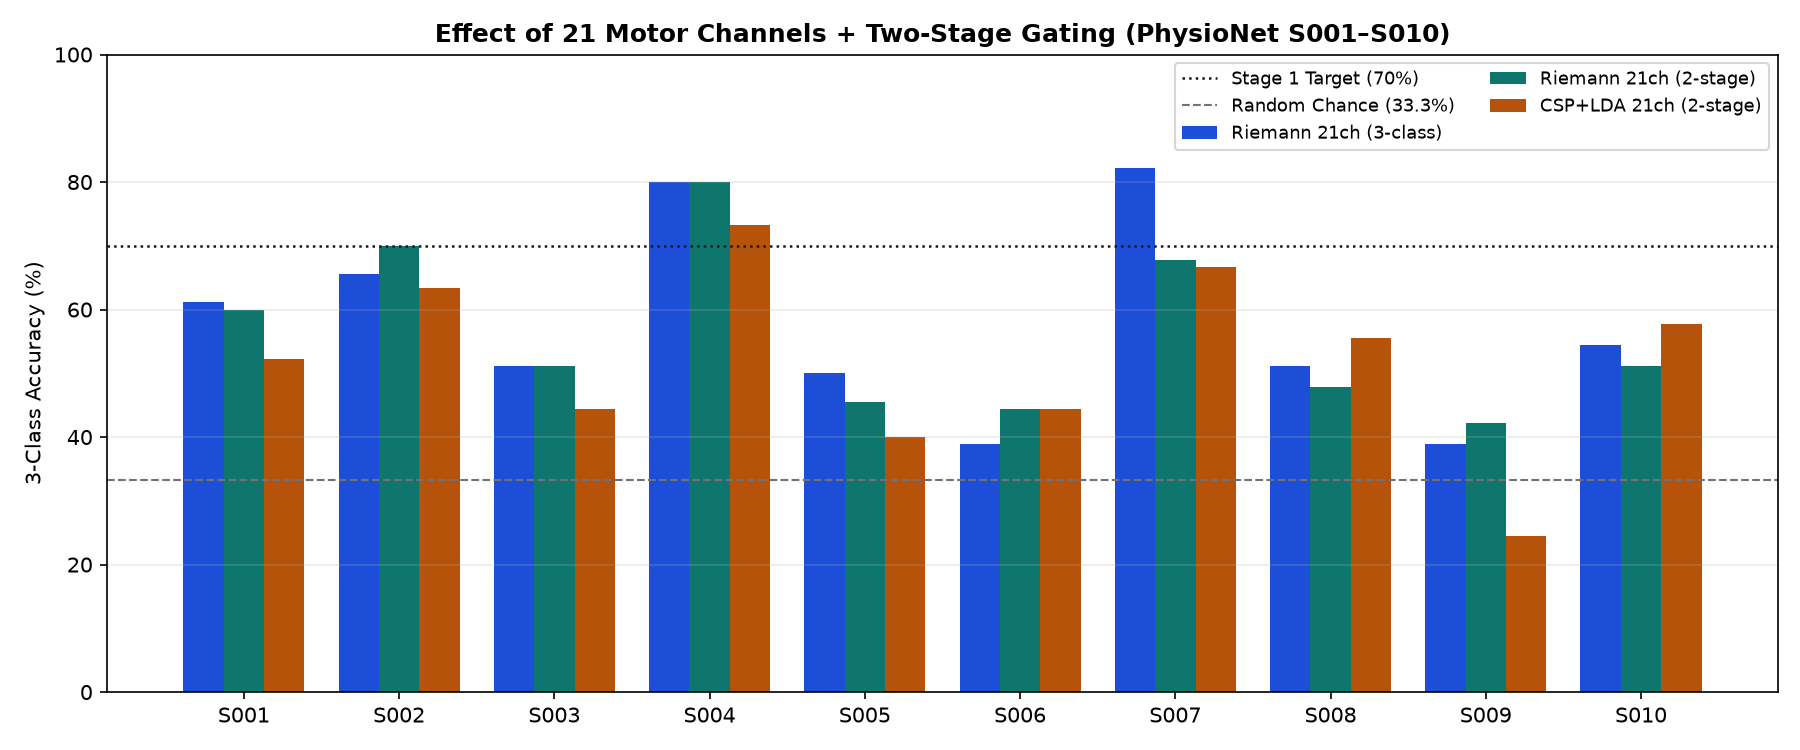 Effect of 21 Motor Channels + Two-Stage Gating (PhysioNet S001–S010)
Stage 1 Target (70%)
Random Chance (33.3%)
Riemann 21ch (3-class)
Riemann 21ch (2-stage)
CSP+LDA 21ch (2-stage)
3-Class Accuracy (%)
100
80
60
40
20
0
S001 S002 S003 S004 S005 S006 S007 S008 S009 S010